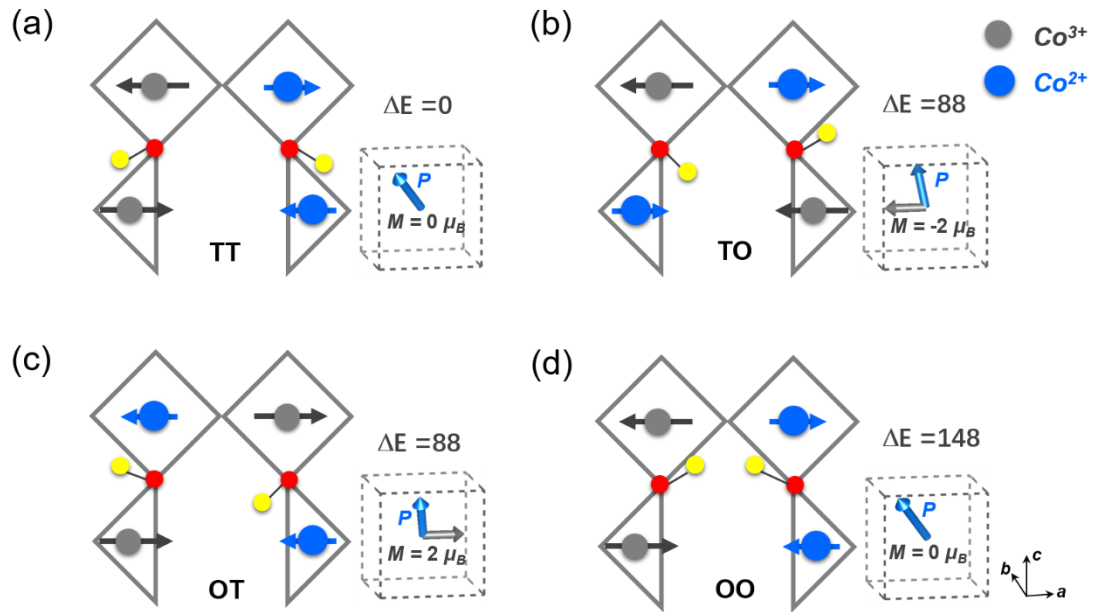 (a)
ΔE =0
P
M = 0 μB
TT
(b)
Co3+
Co2+
ΔE =88
P
M = -2 μB
TO
(c)
ΔE =88
P
M = 2 μB
OT
(d)
ΔE =148
P
M = 0 μB
OO
c
b
a